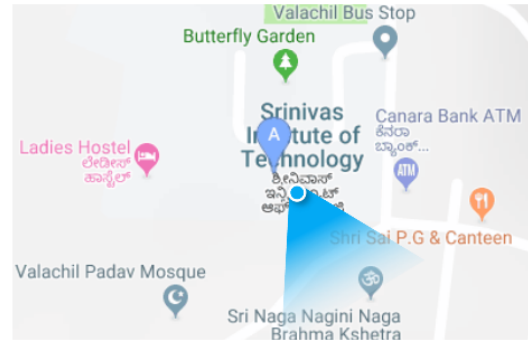 Valachil Bus Stop
Butterfly Garden
Srinivas
Institute of
Technology
ಶ್ರೀನಿವಾಸ್
Canara Bank ATM
ಕೆನರಾ
ಬ್ಯಾಂಕ್...
ATM
Ladies Hostel
ಲೇಡೀಸ್
ಹಾಸ್ಟೆಲ್
A
Shri Sai P.G & Canteen
Valachil Padav Mosque
Sri Naga Nagini Naga
Brahma Kshetra